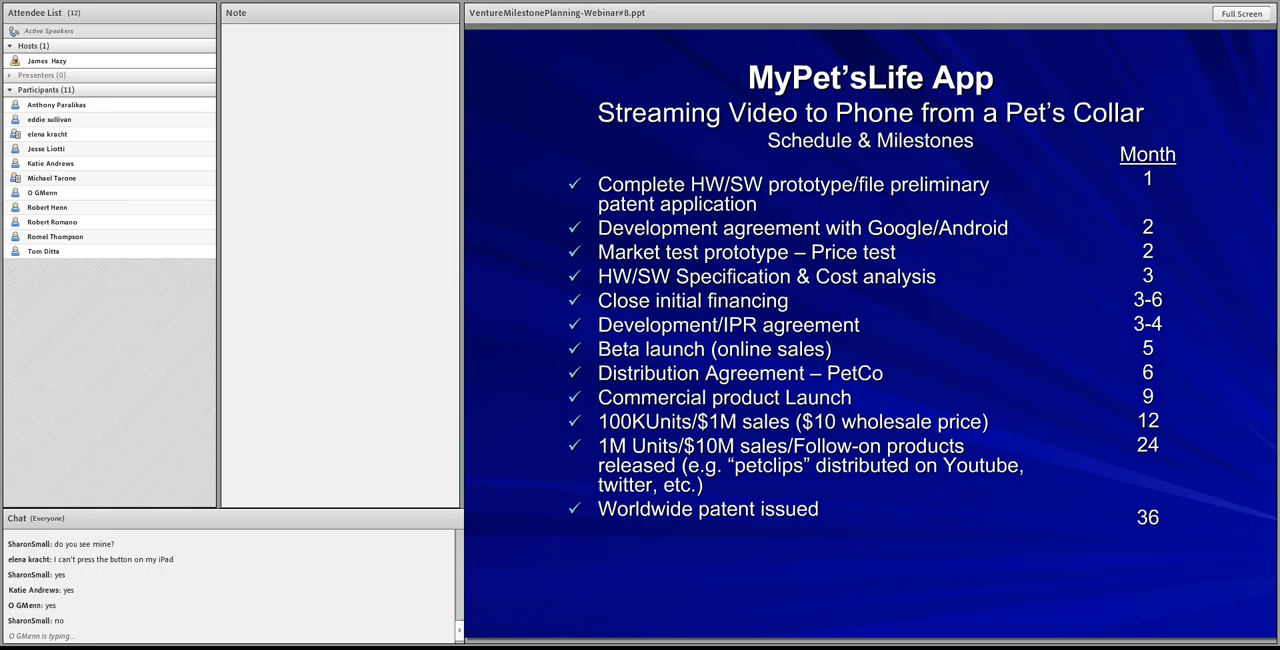 Attendee List (12)
Active Speakers
Hosts (1)
James Hazy
Presenters (0)
Participants (11)
Anthony Paralikas
eddie sullivan
elena kracht
Jesse Liotti
Katie Andrews
Michael Tarone
O GMenn
Robert Henn
Robert Romano
Romel Thompson
Tom Ditta
Chat (Everyone)
SharonSmall: do you see mine?
elena kracht: I can't press the button on my iPad
SharonSmall: yes
Katie Andrews: yes
O GMenn: yes
SharonSmall: no
O GMenn is typing...
Note
VentureMilestonePlanning-Webinar#8.ppt
Full Screen
MyPet'sLife App
Streaming Video to Phone from a Pet's Collar
Schedule & Milestones
Month
Complete HW/SW prototype/file preliminary 1
patent application
Development agreement with Google/Android 2
Market test prototype – Price test 2
HW/SW Specification & Cost analysis 3
Close initial financing 3-6
Development/IPR agreement 3-4
Beta launch (online sales) 5
Distribution Agreement – PetCo 6
Commercial product Launch 9
100KUnits/$1M sales ($10 wholesale price) 12
1M Units/$10M sales/Follow-on products 24
released (e.g. “petclips” distributed on Youtube,
twitter, etc.)
Worldwide patent issued 36